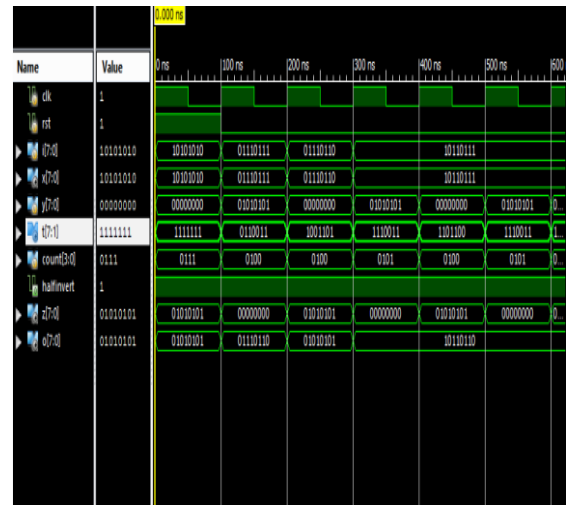 0.000 ns
Name Value 0 ns 100 ns 200 ns 300 ns 400 ns 500 ns 600
clk 1
rst 1
i[7:0] 10101010 10101010 01110111 01110110 10110111
x[7:0] 10101010 10101010 01110111 01110110 10110111
y[7:0] 00000000 00000000 01010101 00000000 01010101 00000000 01010101 0...
t[7:1] 1111111 1111111 0110011 1001101 1110011 1101100 1110011 1...
count[3:0] 0111 0111 0100 0100 0101 0100 0101 0...
halfinvert 1
z[7:0] 01010101 01010101 00000000 01010101 00000000 01010101 00000000 0...
o[7:0] 01010101 01010101 01110110 01010101 10110110